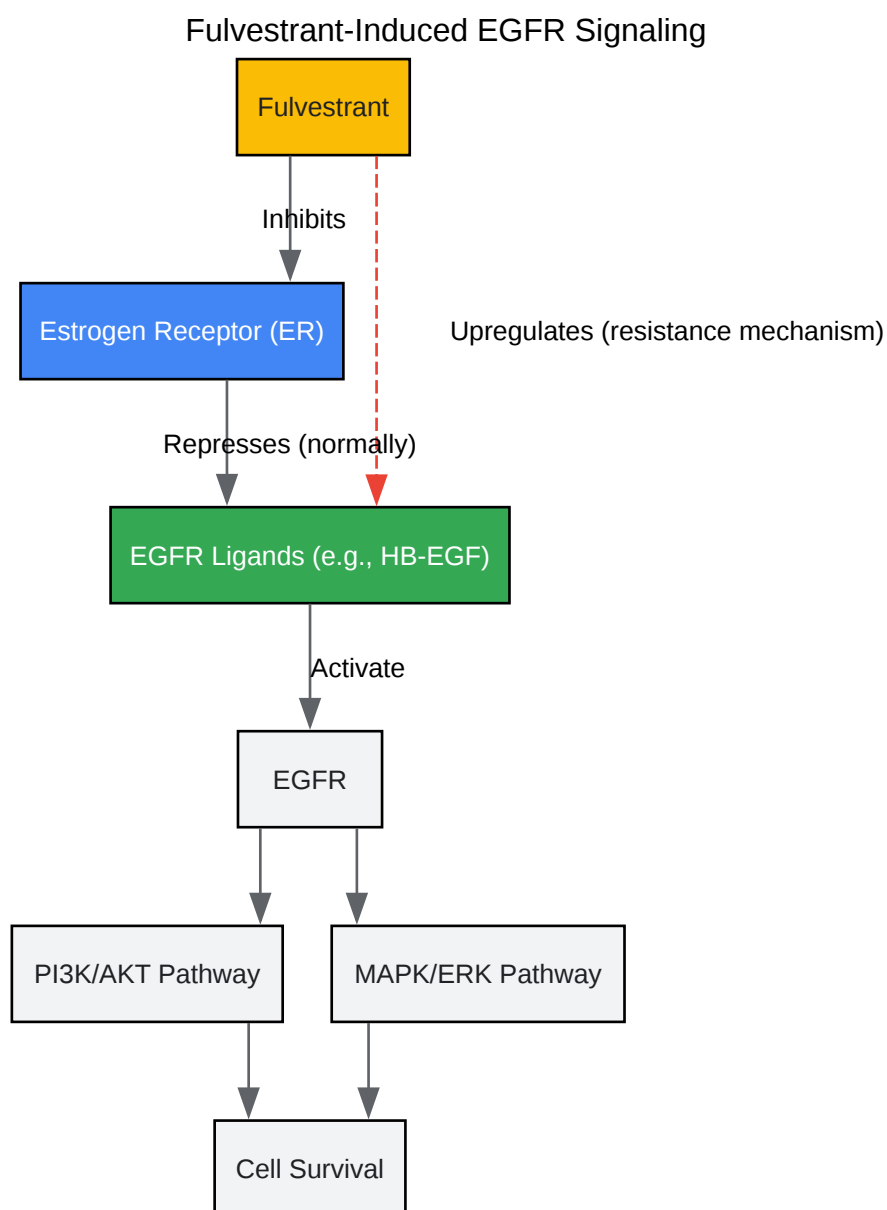 Fulvestrant-Induced EGFR Signaling
Fulvestrant
Inhibits
Estrogen Receptor (ER)
Upregulates (resistance mechanism)
Represses (normally)
EGFR Ligands (e.g., HB-EGF)
Activate
EGFR
PI3K/AKT Pathway
MAPK/ERK Pathway
Cell Survival